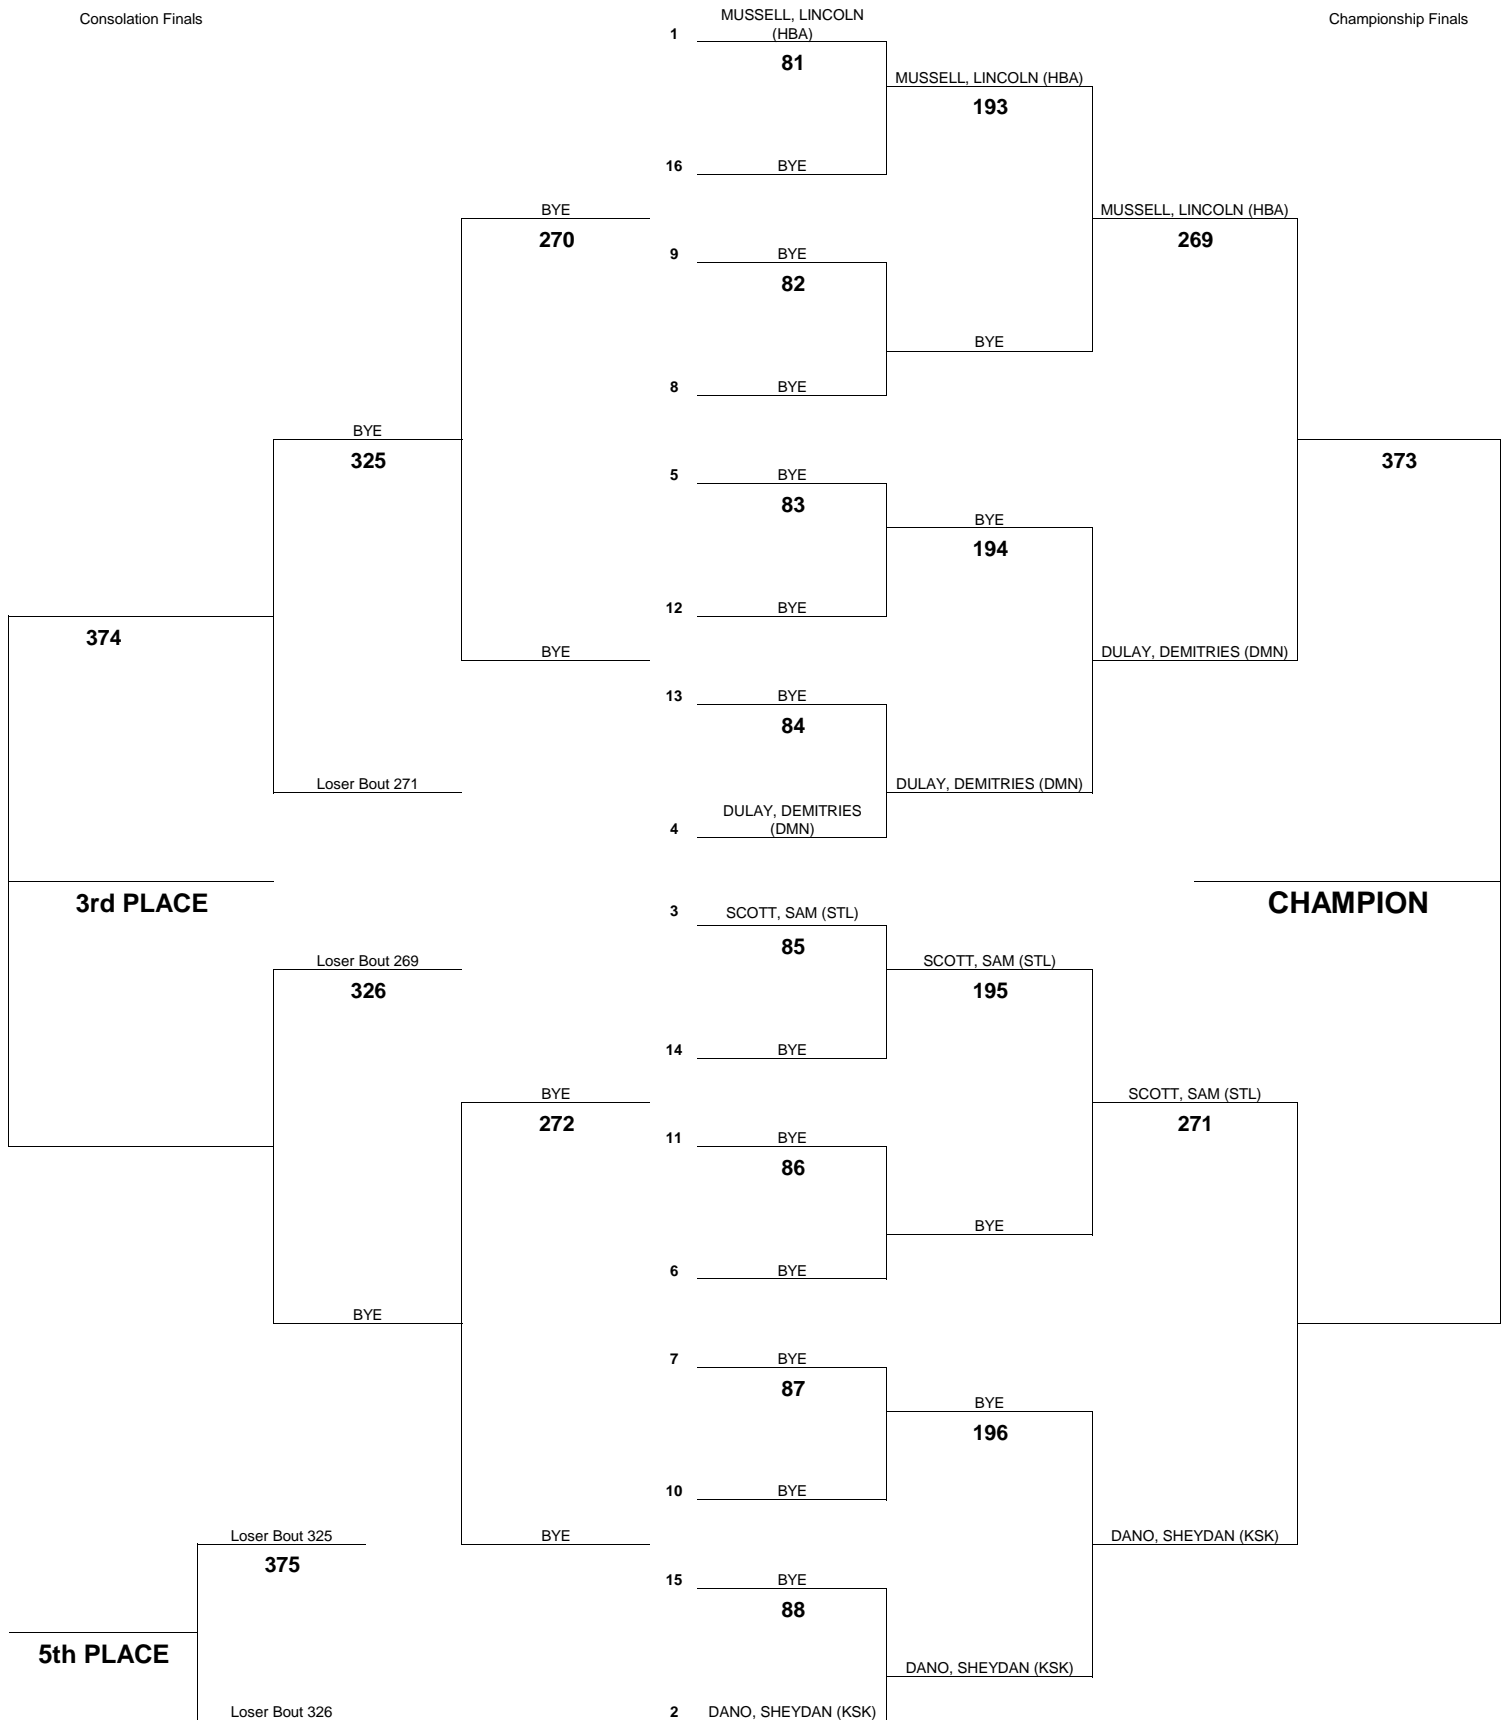 Consolation Finals
Championship Finals
MUSSELL, LINCOLN
(HBA)
1
81
MUSSELL, LINCOLN (HBA)
193
16
BYE
BYE
270
MUSSELL, LINCOLN (HBA)
269
9
BYE
82
BYE
8
BYE
BYE
325
373
5
BYE
83
BYE
194
12
BYE
374
BYE
DULAY, DEMITRIES (DMN)
13
BYE
84
Loser Bout 271
DULAY, DEMITRIES (DMN)
DULAY, DEMITRIES
(DMN)
4
3rd PLACE
CHAMPION
3
SCOTT, SAM (STL)
85
Loser Bout 269
326
SCOTT, SAM (STL)
195
14
BYE
BYE
272
SCOTT, SAM (STL)
271
11
BYE
86
BYE
6
BYE
BYE
7
BYE
87
BYE
196
10
BYE
Loser Bout 325
375
BYE
DANO, SHEYDAN (KSK)
15
BYE
88
5th PLACE
DANO, SHEYDAN (KSK)
Loser Bout 326
2
DANO, SHEYDAN (KSK)